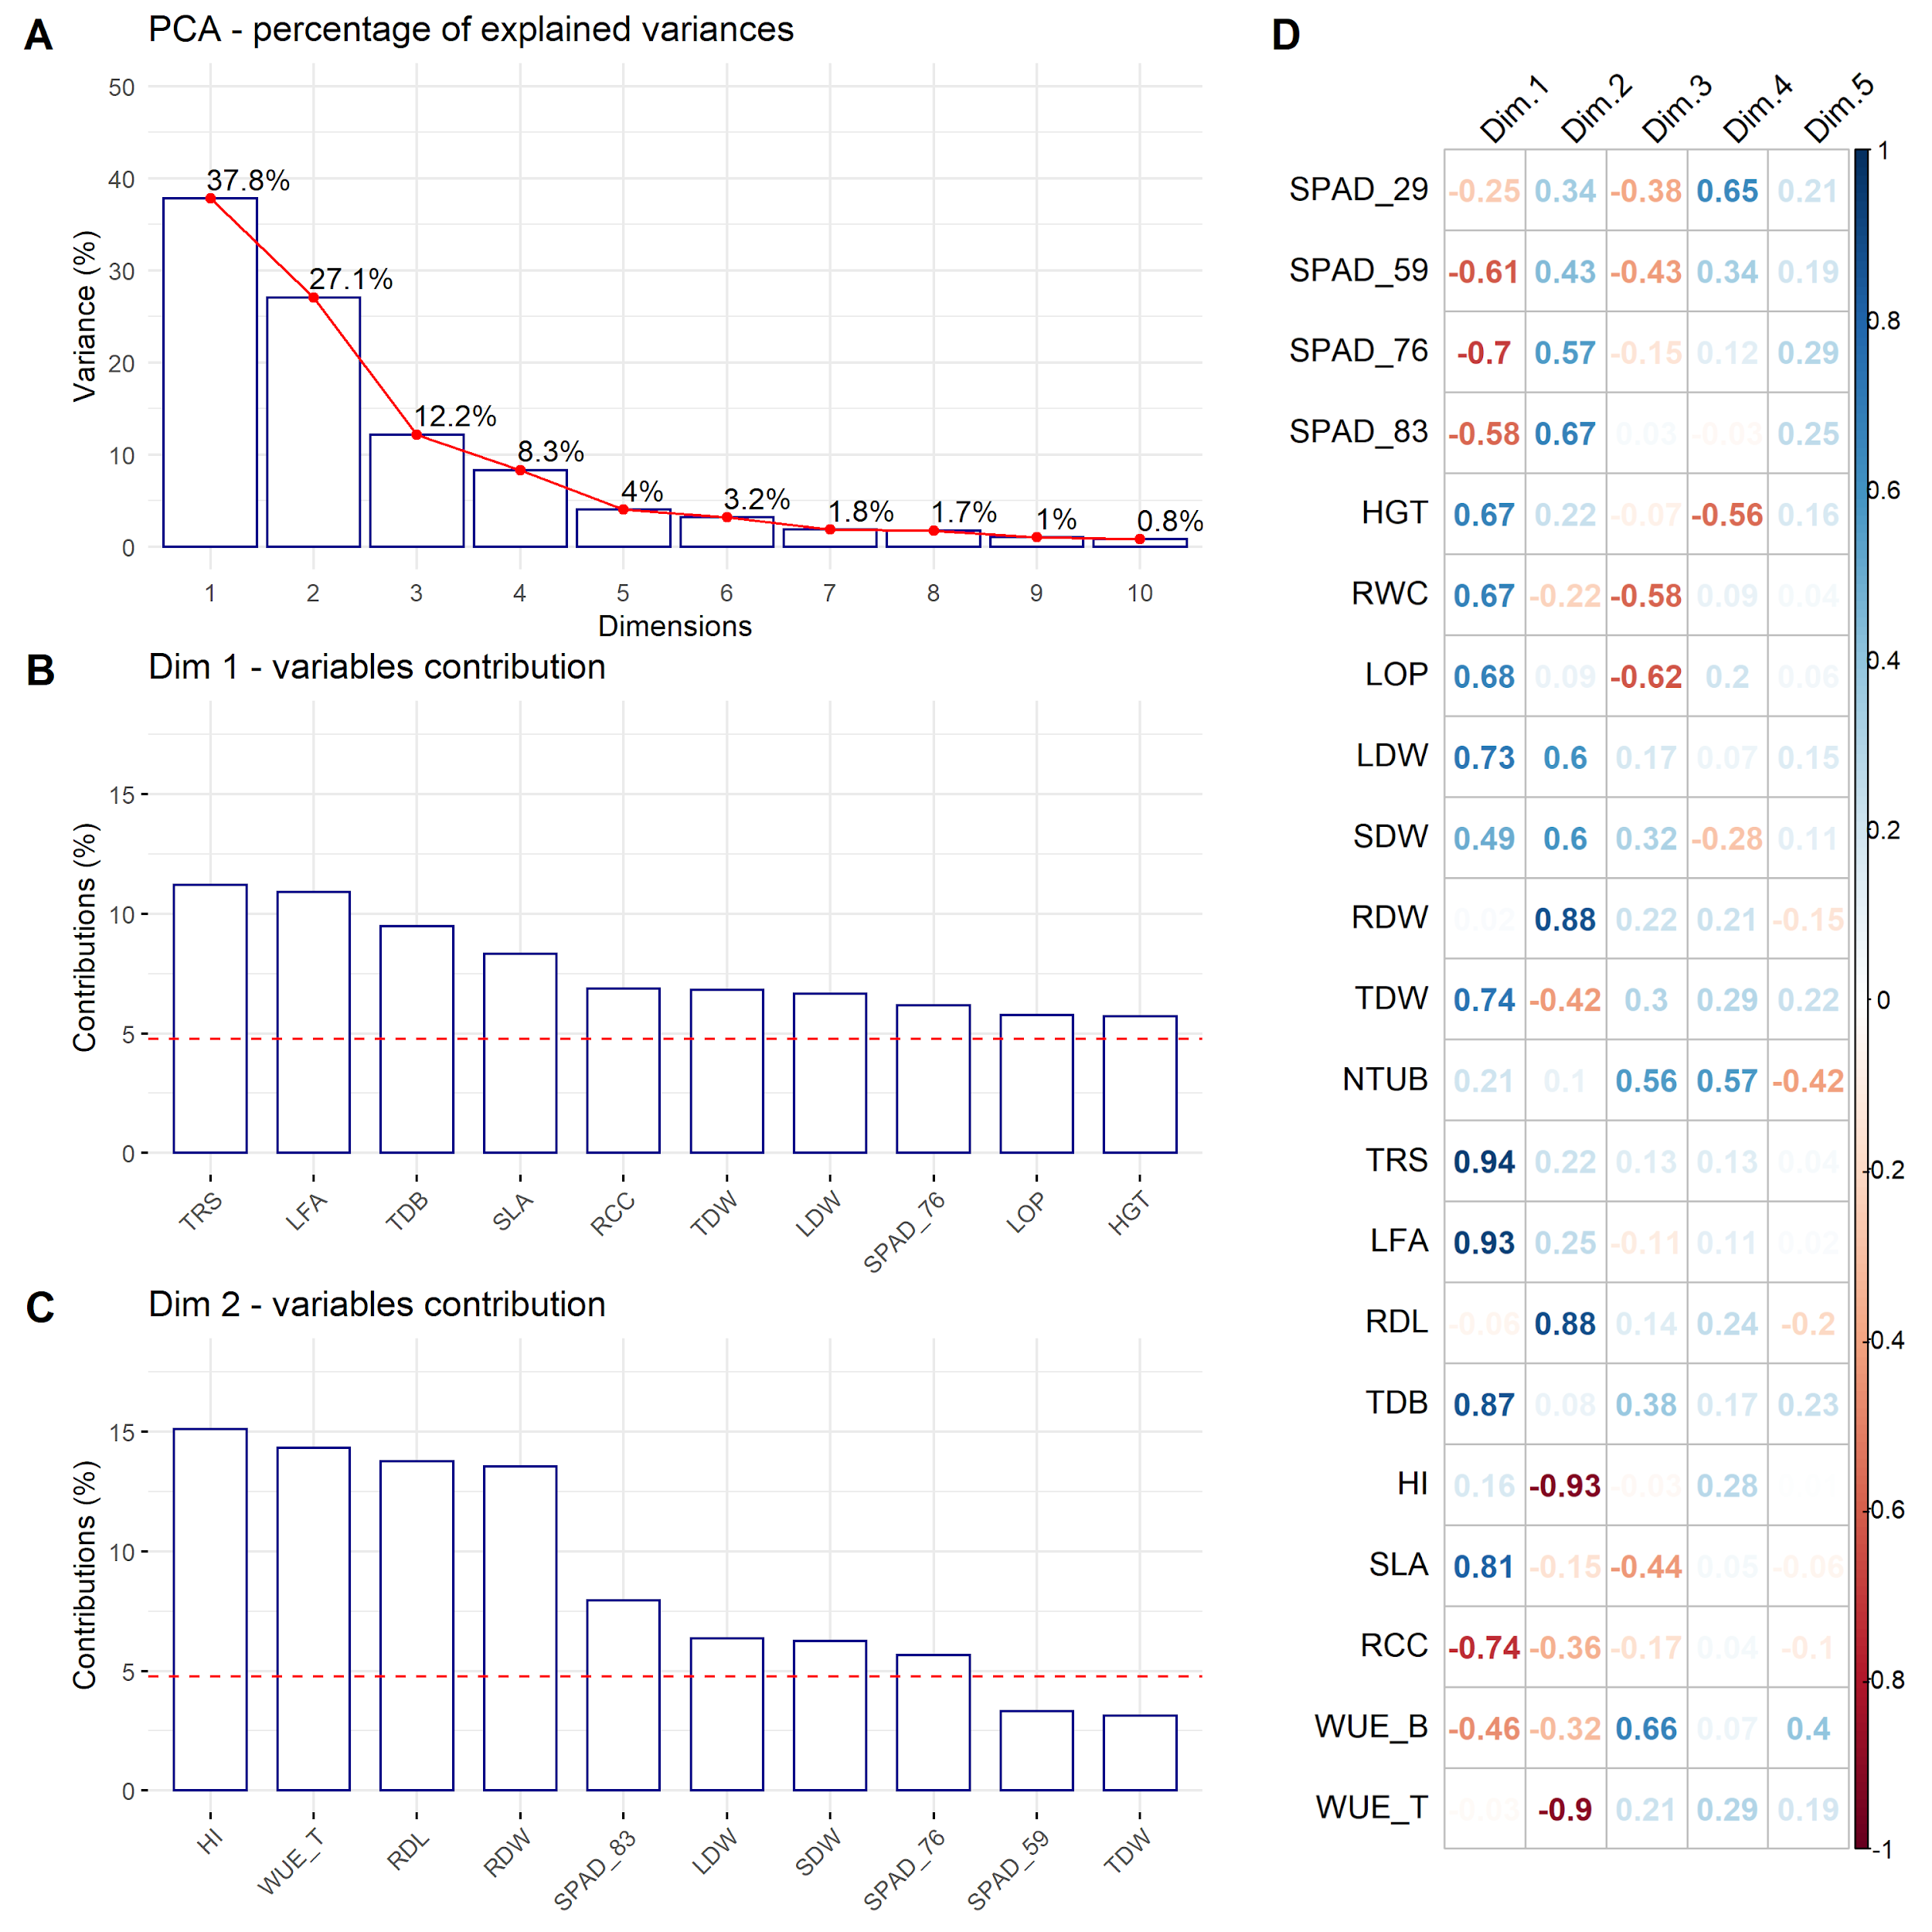 A
PCA - percentage of explained variances
Variance (%)
50
40
30
20
10
0
37.8%
27.1%
12.2%
8.3%
4%
3.2%
1.8%
1.7%
1%
0.8%
1 2 3 4 5 6 7 8 9 10
Dimensions
B
Dim 1 - variables contribution
Contributions (%)
15
10
5
0
TRS LFA TDB SLA RCC TDW LDW SPAD_76 LOP HGT
C
Dim 2 - variables contribution
Contributions (%)
15
10
5
0
HI WUE_T RDL RDW SPAD_83 LDW SDW SPAD_76 SPAD_59 TDW
D
Dim.1 Dim.2 Dim.3 Dim.4 Dim.5
SPAD_29 -0.25 0.34 -0.38 0.65 0.21
SPAD_59 -0.61 0.43 -0.43 0.34 0.19
SPAD_76 -0.7 0.57 -0.15 0.12 0.29
SPAD_83 -0.58 0.67 0.03 -0.03 0.25
HGT 0.67 0.22 -0.07 -0.56 0.16
RWC 0.67 -0.22 -0.58 0.09 0.04
LOP 0.68 0.09 -0.62 0.2 0.06
LDW 0.73 0.6 0.17 0.07 0.15
SDW 0.49 0.6 0.32 -0.28 0.11
RDW 0.02 0.88 0.22 0.21 -0.15
TDW 0.74 -0.42 0.3 0.29 0.22
NTUB 0.21 0.1 0.56 0.57 -0.42
TRS 0.94 0.22 0.13 0.13 0.04
LFA 0.93 0.25 -0.11 0.11 0.02
RDL -0.06 0.88 0.14 0.24 -0.2
TDB 0.87 0.08 0.38 0.17 0.23
HI 0.16 -0.93 -0.03 0.28
SLA 0.81 -0.15 -0.44 0.05 -0.06
RCC -0.74 -0.36 -0.17 0.04 -0.1
WUE_B -0.46 -0.32 0.66 0.07 0.4
WUE_T -0.03 -0.9 0.21 0.29 0.19
1
0.8
0.6
0.4
0.2
0
-0.2
-0.4
-0.6
-0.8
-1